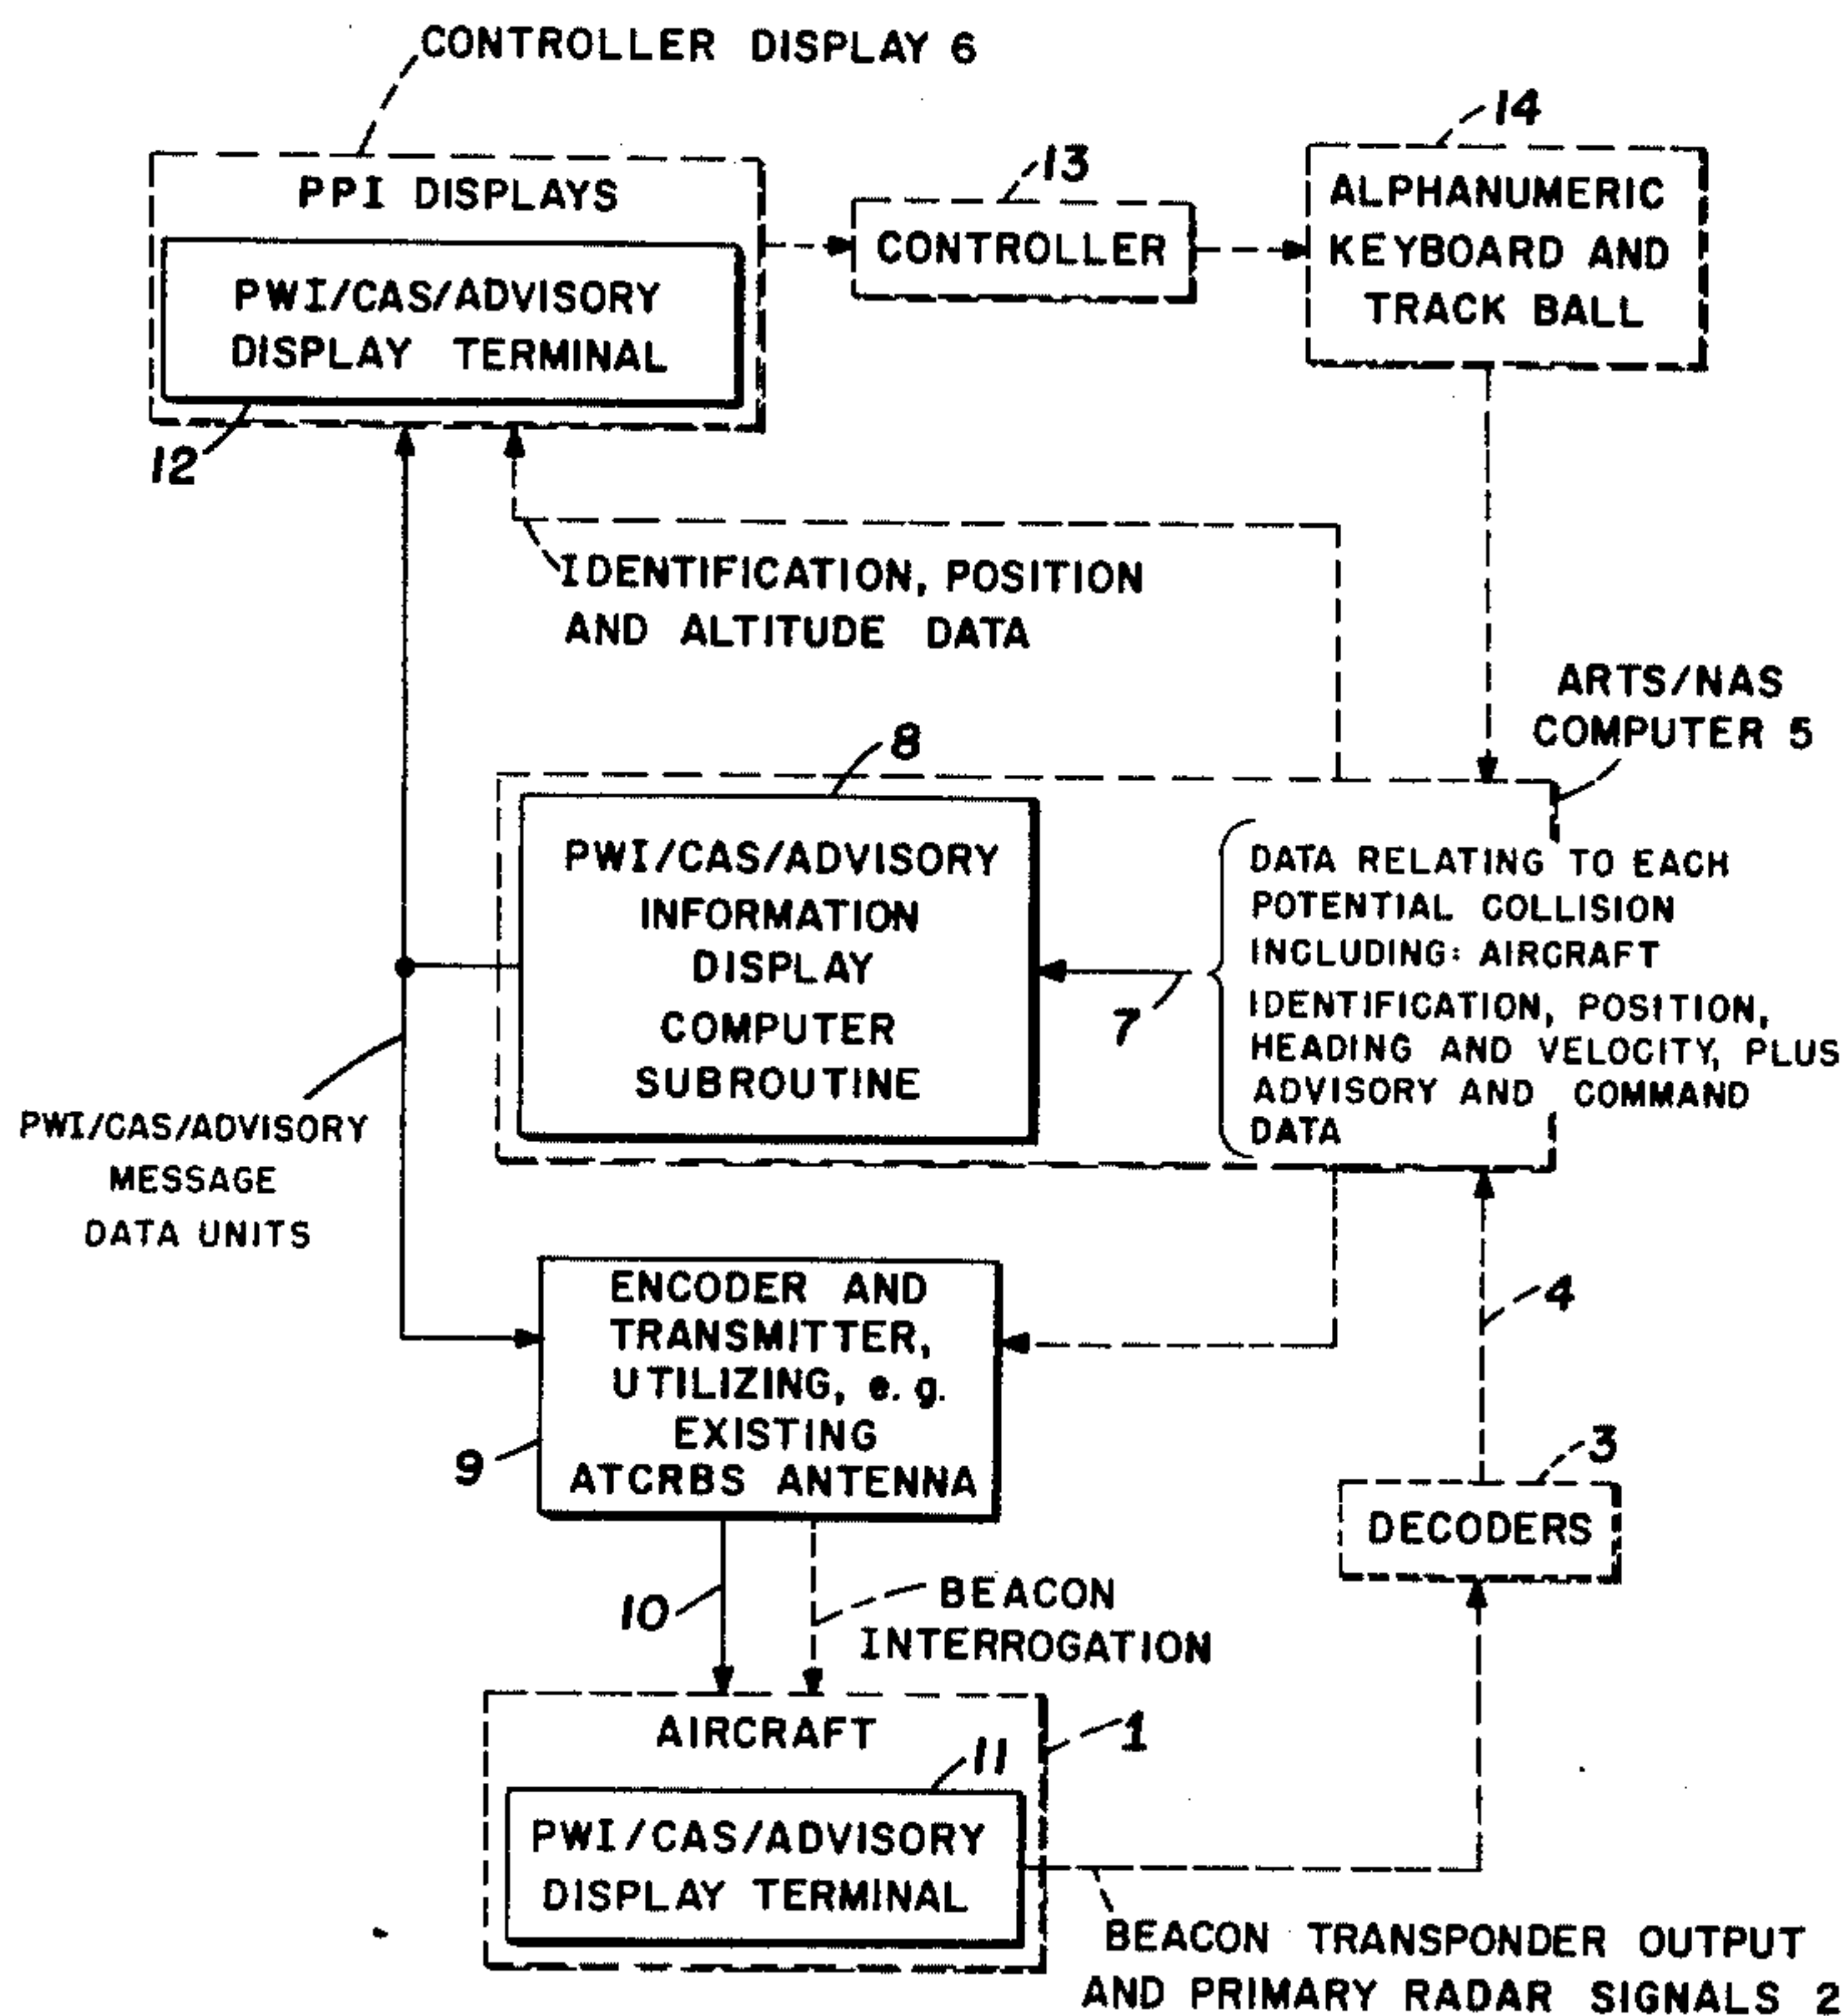 CONTROLLER DISPLAY 6
PPI DISPLAYS
PWI/CAS/ADVISORY
DISPLAY TERMINAL
12
13
CONTROLLER
14
ALPHANUMERIC
KEYBOARD AND
TRACK BALL
IDENTIFICATION, POSITION
AND ALTITUDE DATA
ARTS/NAS
COMPUTER 5
8
PWI/CAS/ADVISORY
INFORMATION
DISPLAY
COMPUTER
SUBROUTINE
7
DATA RELATING TO EACH
POTENTIAL COLLISION
INCLUDING: AIRCRAFT
IDENTIFICATION, POSITION,
HEADING AND VELOCITY, PLUS
ADVISORY AND COMMAND
DATA
PWI/CAS/ADVISORY
MESSAGE
DATA UNITS
ENCODER AND
TRANSMITTER,
UTILIZING, e.g.
EXISTING
ATCRBS ANTENNA
9
4
3
DECODERS
10
BEACON
INTERROGATION
AIRCRAFT
1
11
PWI/CAS/ADVISORY
DISPLAY TERMINAL
BEACON TRANSPONDER OUTPUT
AND PRIMARY RADAR SIGNALS 2